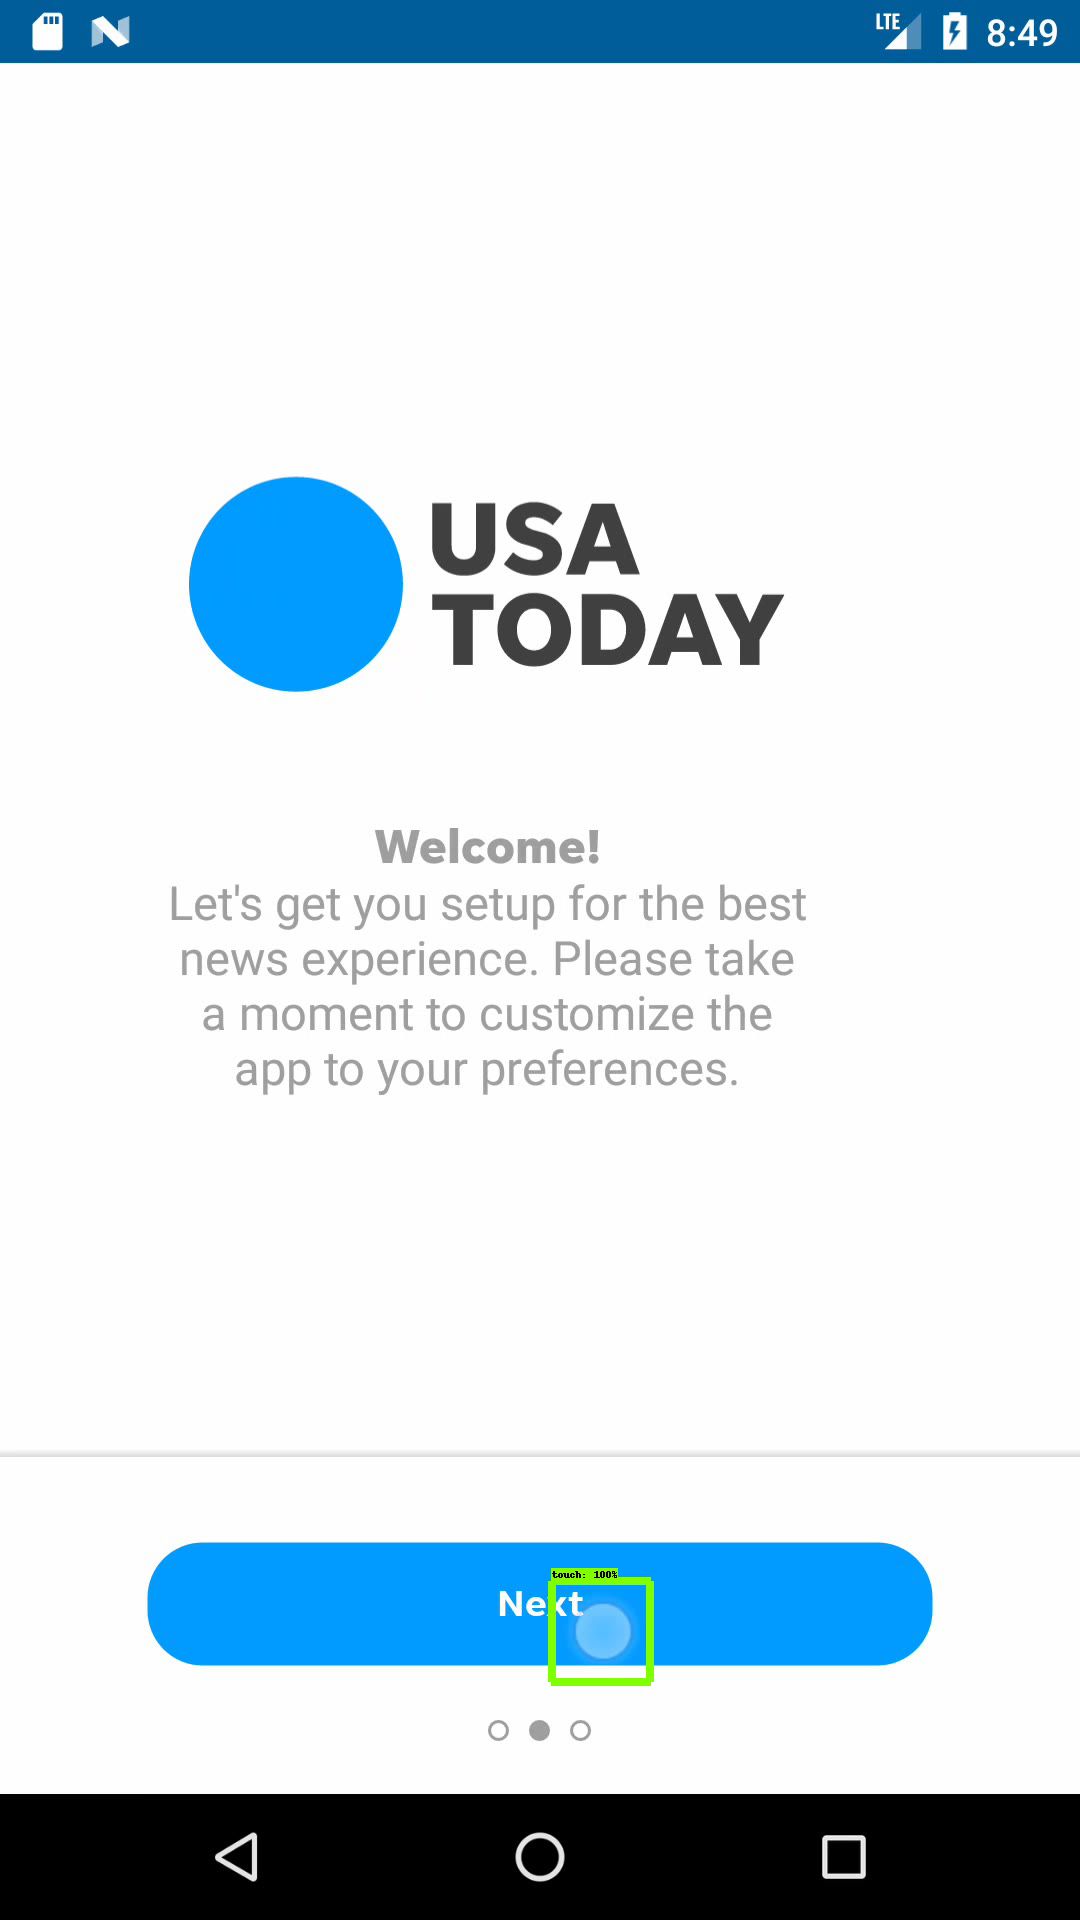 LTE 8:49
USA
TODAY
Welcome!
Let's get you setup for the best
news experience. Please take
a moment to customize the
app to your preferences.
touch: 100%
Next